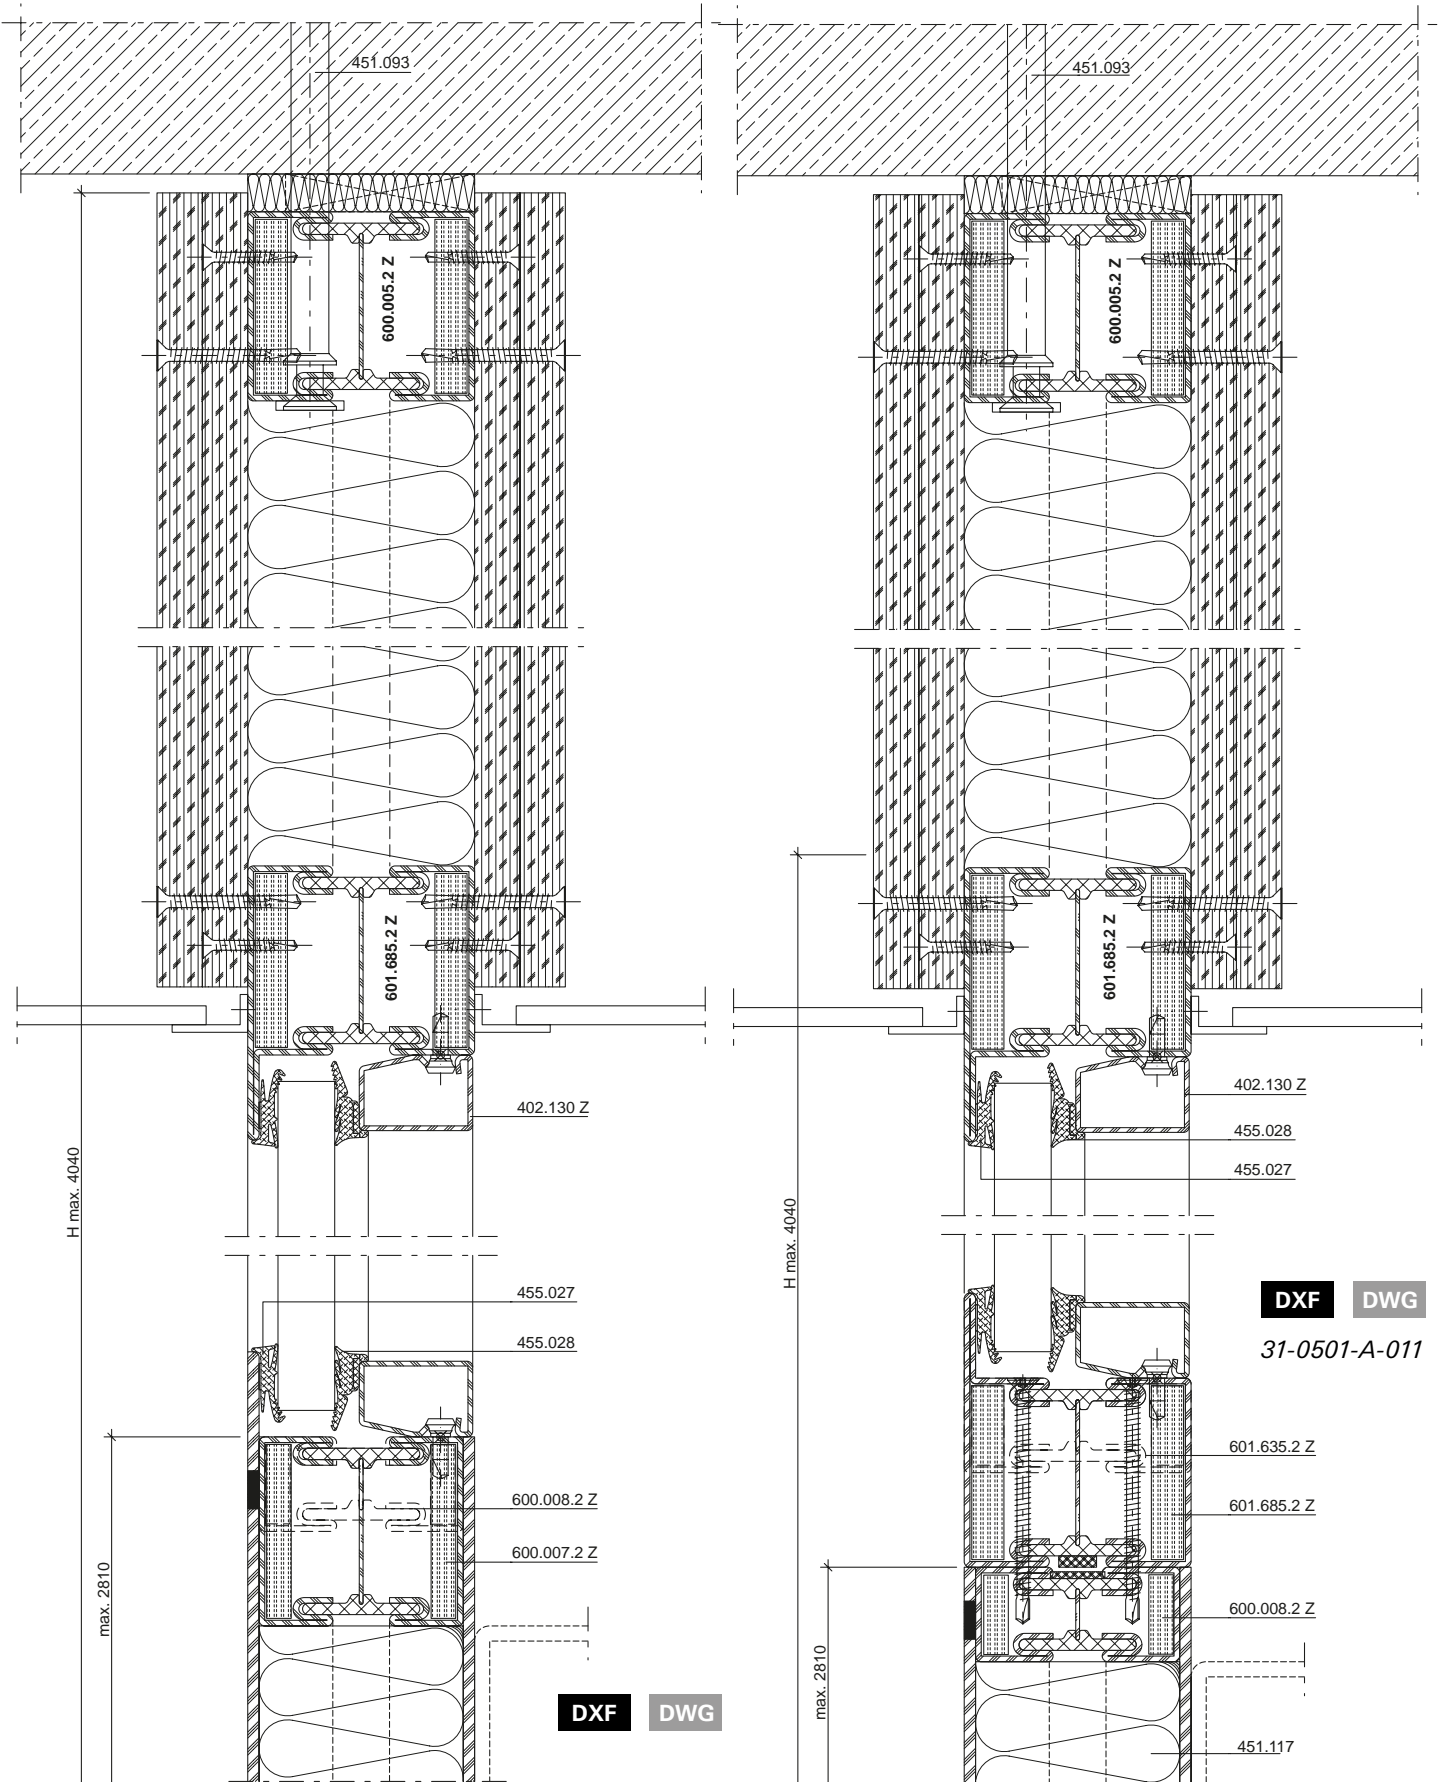 451.093
600.005.2 Z
601.685.2 Z
402.130 Z
H max. 4040
455.027
455.028
600.008.2 Z
600.007.2 Z
max. 2810
DXF DWG
451.093
600.005.2 Z
601.685.2 Z
402.130 Z
455.028
455.027
H max. 4040
DXF DWG
31-0501-A-011
601.635.2 Z
601.685.2 Z
600.008.2 Z
max. 2810
451.117